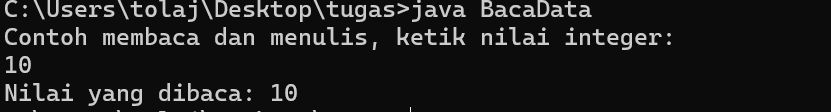 C:\Users\tolaj\Desktop\tugas>java BacaData
Contoh membaca dan menulis, ketik nilai integer:
10
Nilai yang dibaca: 10